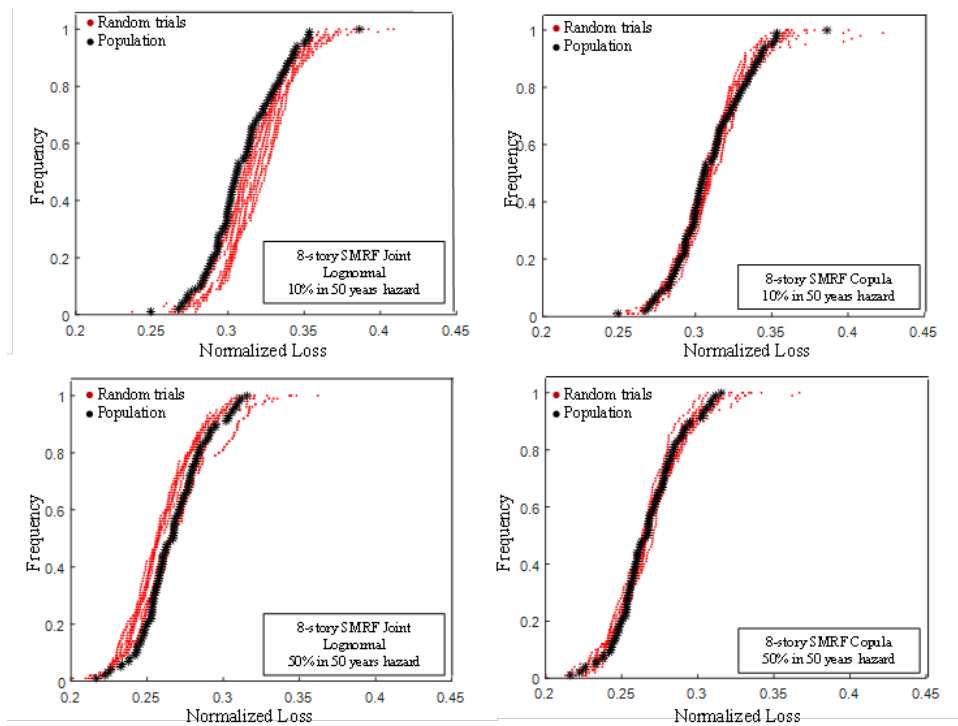 Random trials
Population
1
0.8
0.6
0.4
0.2
0
Frequency
8-story SMRF Joint
Lognormal
10% in 50 years hazard
0.2
0.25
0.3
0.35
0.4
0.45
Normalized Loss
Random trials
Population
1
0.8
0.6
0.4
0.2
0
Frequency
8-story SMRF Copula
10% in 50 years hazard
0.2
0.25
0.3
0.35
0.4
0.45
Normalized Loss
Random trials
Population
1
0.8
0.6
0.4
0.2
0
Frequency
8-story SMRF Joint
Lognormal
50% in 50 years hazard
0.2
0.25
0.3
0.35
0.4
0.45
Normalized Loss
Random trials
Population
1
0.8
0.6
0.4
0.2
0
Frequency
8-story SMRF Copula
50% in 50 years hazard
0.2
0.25
0.3
0.35
0.4
0.45
Normalized Loss